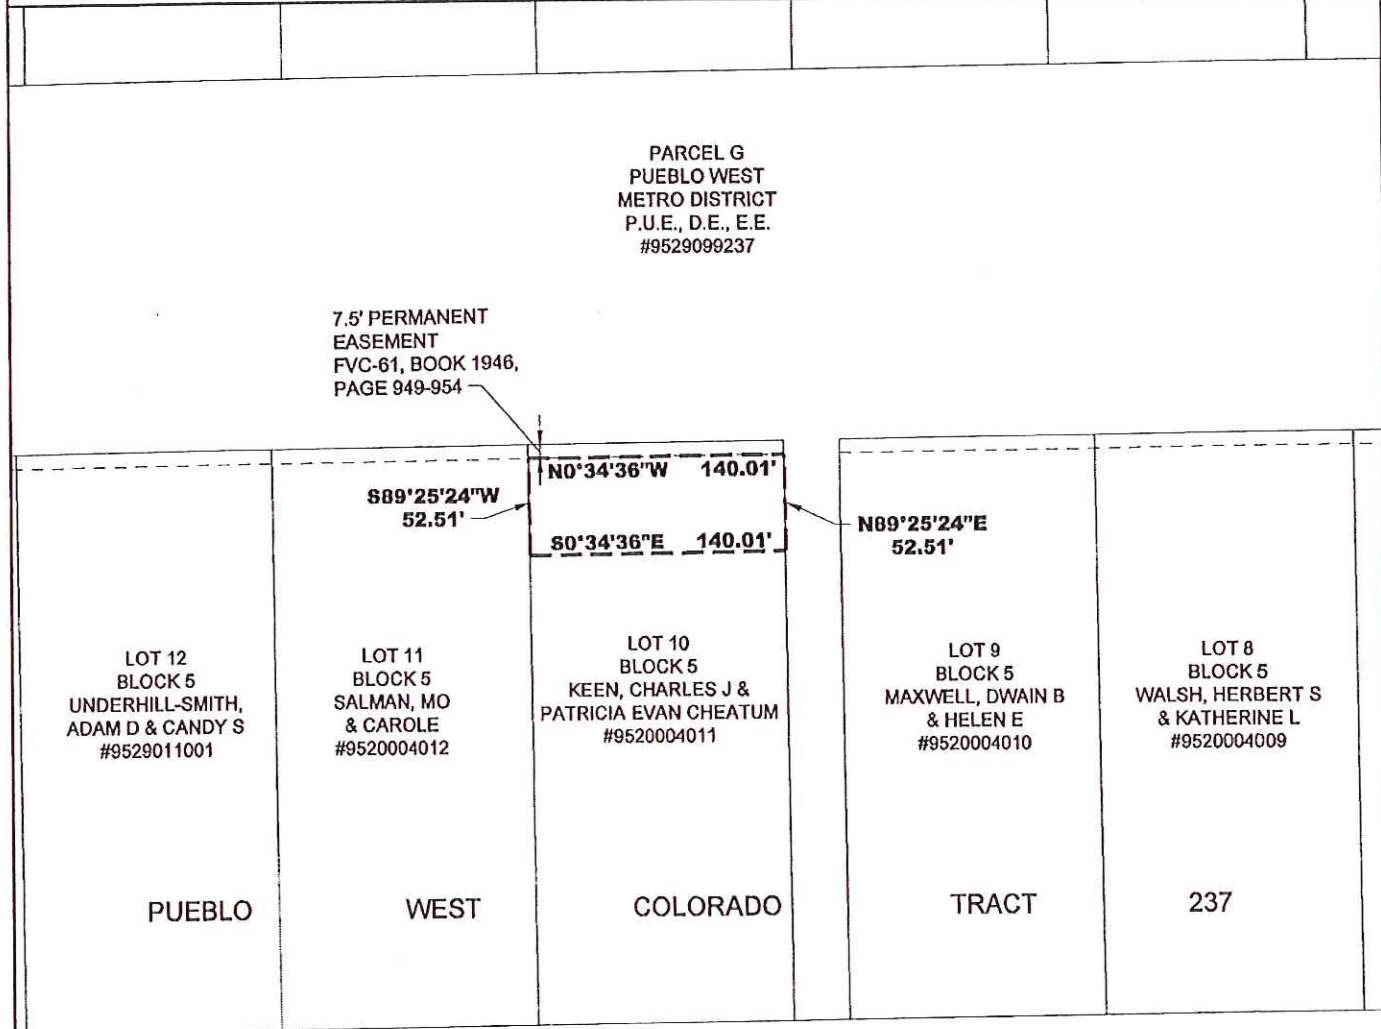 PARCEL G
PUEBLO WEST
METRO DISTRICT
P.U.E., D.E., E.E.
#9529099237
7.5' PERMANENT
EASEMENT
FVC-61, BOOK 1946,
PAGE 949-954
N0°34'36"W 140.01'
S89°25'24"W
52.51'
N89°25'24"E
52.51'
S0°34'36"E 140.01'
LOT 12
BLOCK 5
UNDERHILL-SMITH,
ADAM D & CANDY S
#9529011001
LOT 11
BLOCK 5
SALMAN, MO
& CAROLE
#9520004012
LOT 10
BLOCK 5
KEEN, CHARLES J &
PATRICIA EVAN CHEATUM
#9520004011
LOT 9
BLOCK 5
MAXWELL, DWAIN B
& HELEN E
#9520004010
LOT 8
BLOCK 5
WALSH, HERBERT S
& KATHERINE L
#9520004009
PUEBLO WEST COLORADO TRACT 237